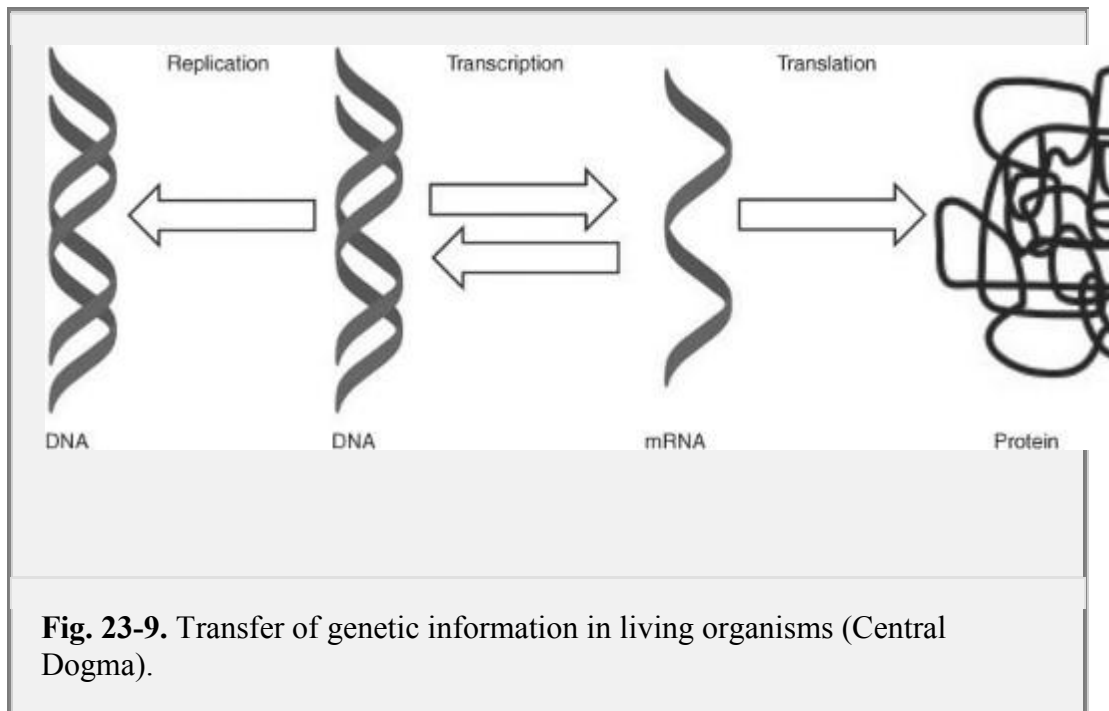 Replication Transcription Translation
DNA DNA mRNA Protein
Fig. 23-9. Transfer of genetic information in living organisms (Central
Dogma).